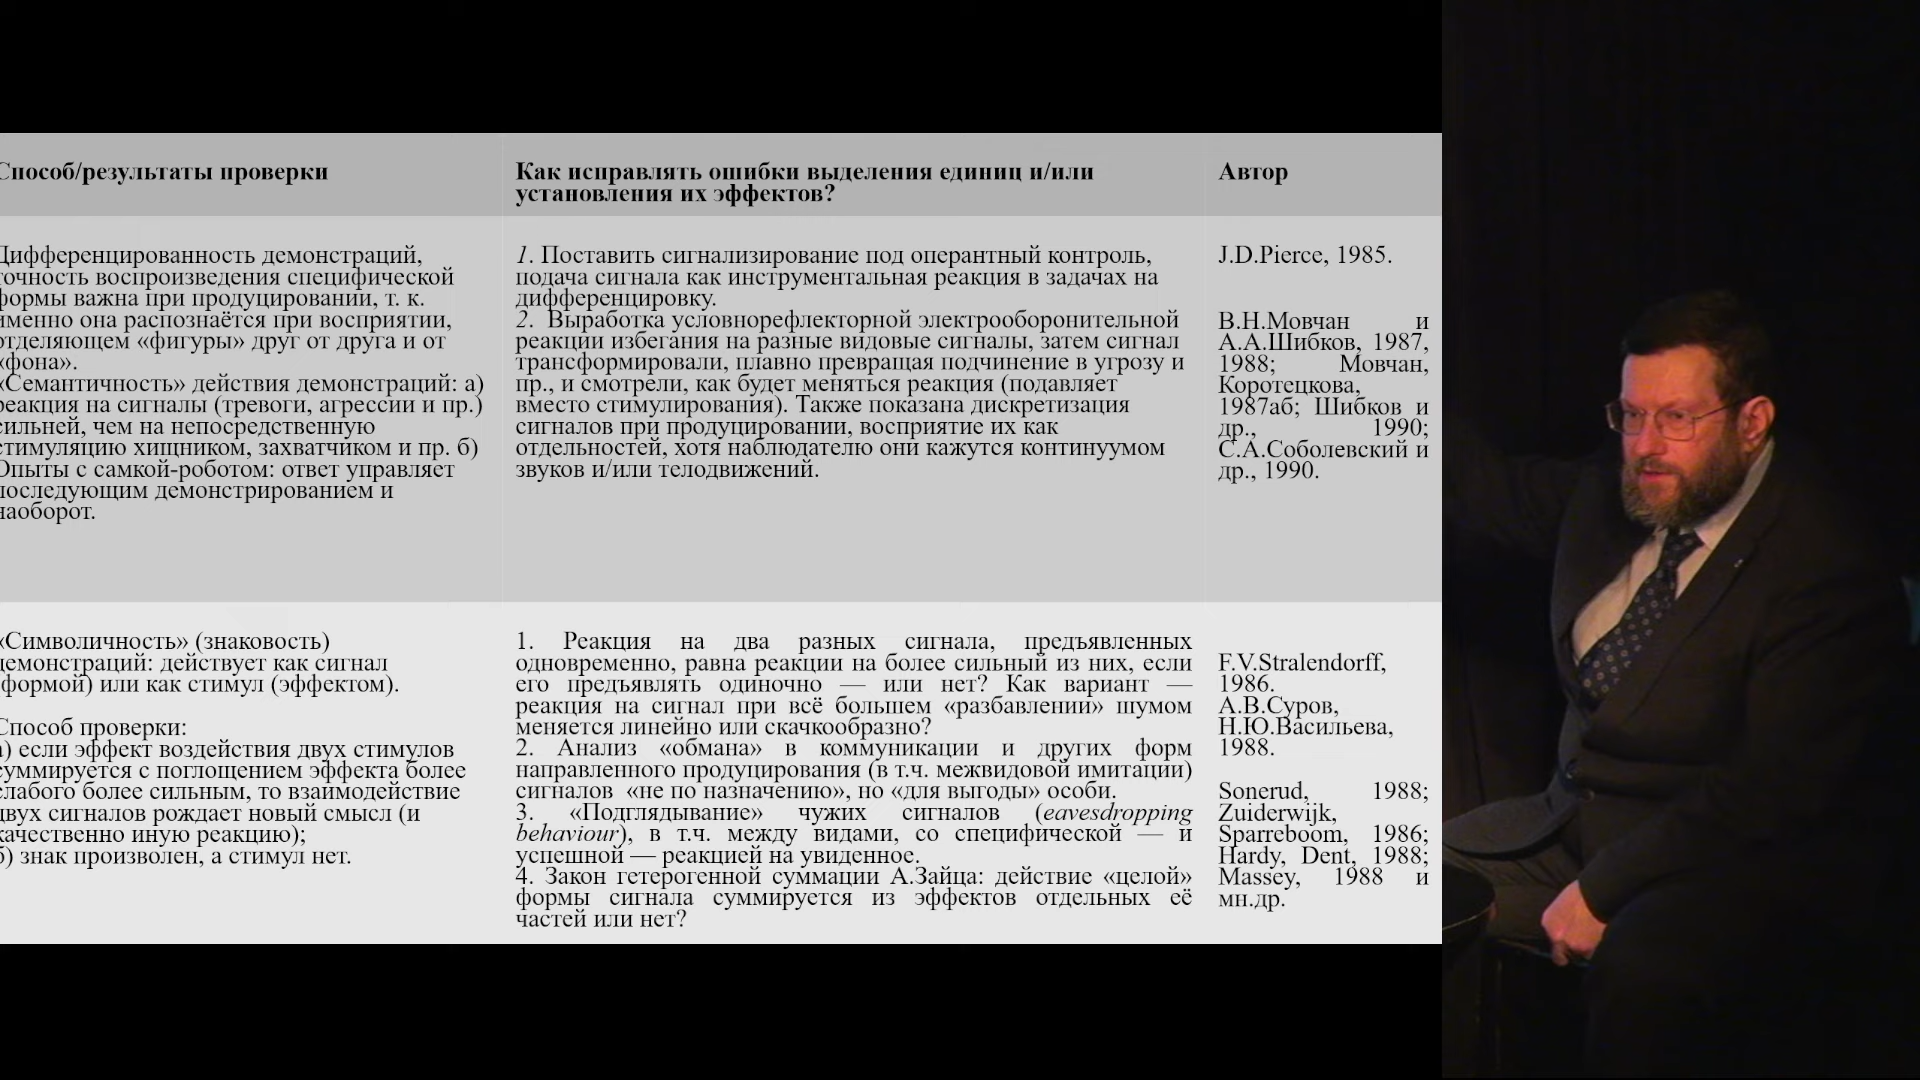 Способ/результаты проверки
Как исправлять ошибки выделения единиц и/или
установления их эффектов?
Автор
Дифференцированность демонстраций,
точность воспроизведения специфической
формы важна при продуцировании, т. к.
именно она распознаётся при восприятии,
отделяющем «фигуры» друг от друга и от
«фона».
«Семантичность» действия демонстраций: а)
реакция на сигналы (тревоги, агрессии и пр.)
сильней, чем на непосредственную
стимуляцию хищником, захватчиком и пр. б)
Опыты с самкой-роботом: ответ управляет
последующим демонстрированием и
наоборот.
1. Поставить сигнализирование под оперантный контроль,
подача сигнала как инструментальная реакция в задачах на
дифференцировку.
2. Выработка условнорефлекторной электрооборонительной
реакции избегания на разные видовые сигналы, затем сигнал
трансформировали, плавно превращая подчинение в угрозу и
пр., и смотрели, как будет меняться реакция (подавляет
вместо стимулирования). Также показана дискретизация
сигналов при продуцировании, восприятие их как
отдельностей, хотя наблюдателю они кажутся континуумом
звуков и/или телодвижений.
J.D.Pierce, 1985.
В.Н.Мовчан и
А.А.Шибков, 1987,
1988; Мовчан,
Коротецкова,
1987аб; Шибков и
др., 1990;
С.А.Соболевский и
др., 1990.
«Символичность» (знаковость)
демонстраций: действует как сигнал
(формой) или как стимул (эффектом).
Способ проверки:
а) если эффект воздействия двух стимулов
суммируется с поглощением эффекта более
слабого более сильным, то взаимодействие
двух сигналов рождает новый смысл (и
качественно иную реакцию);
б) знак произволен, а стимул нет.
1. Реакция на два разных сигнала, предъявленных
одновременно, равна реакции на более сильный из них, если
его предъявлять одиночно — или нет? Как вариант —
реакция на сигнал при всё большем «разбавлении» шумом
меняется линейно или скачкообразно?
2. Анализ «обмана» в коммуникации и других форм
направленного продуцирования (в т.ч. межвидовой имитации)
сигналов «не по назначению», но «для выгоды» особи.
3. «Подглядывание» чужих сигналов (eavesdropping
behaviour), в т.ч. между видами, со специфической — и
успешной — реакцией на увиденное.
4. Закон гетерогенной суммации А.Зайца: действие «целой»
формы сигнала суммируется из эффектов отдельных её
частей или нет?
F.V.Stralendorff,
1986.
А.В.Суров,
Н.Ю.Васильева,
1988.
Sonerud, 1988;
Zuiderwijk,
Sparreboom, 1986;
Hardy, Dent, 1988;
Massey, 1988 и
мн.др.